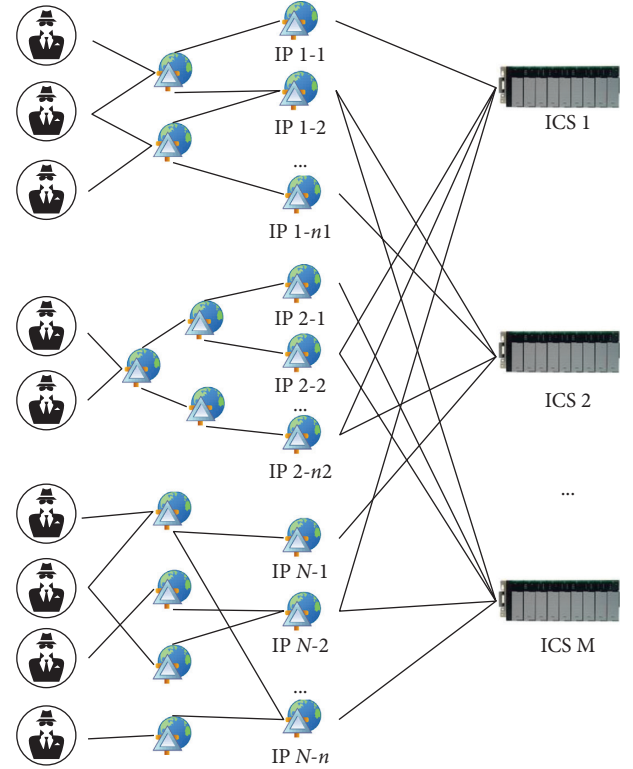 IP 1-1
IP 1-2
...
IP 1-n1
IP 2-1
IP 2-2
...
IP 2-n2
IP N-1
IP N-2
...
IP N-n
ICS 1
ICS 2
...
ICS M